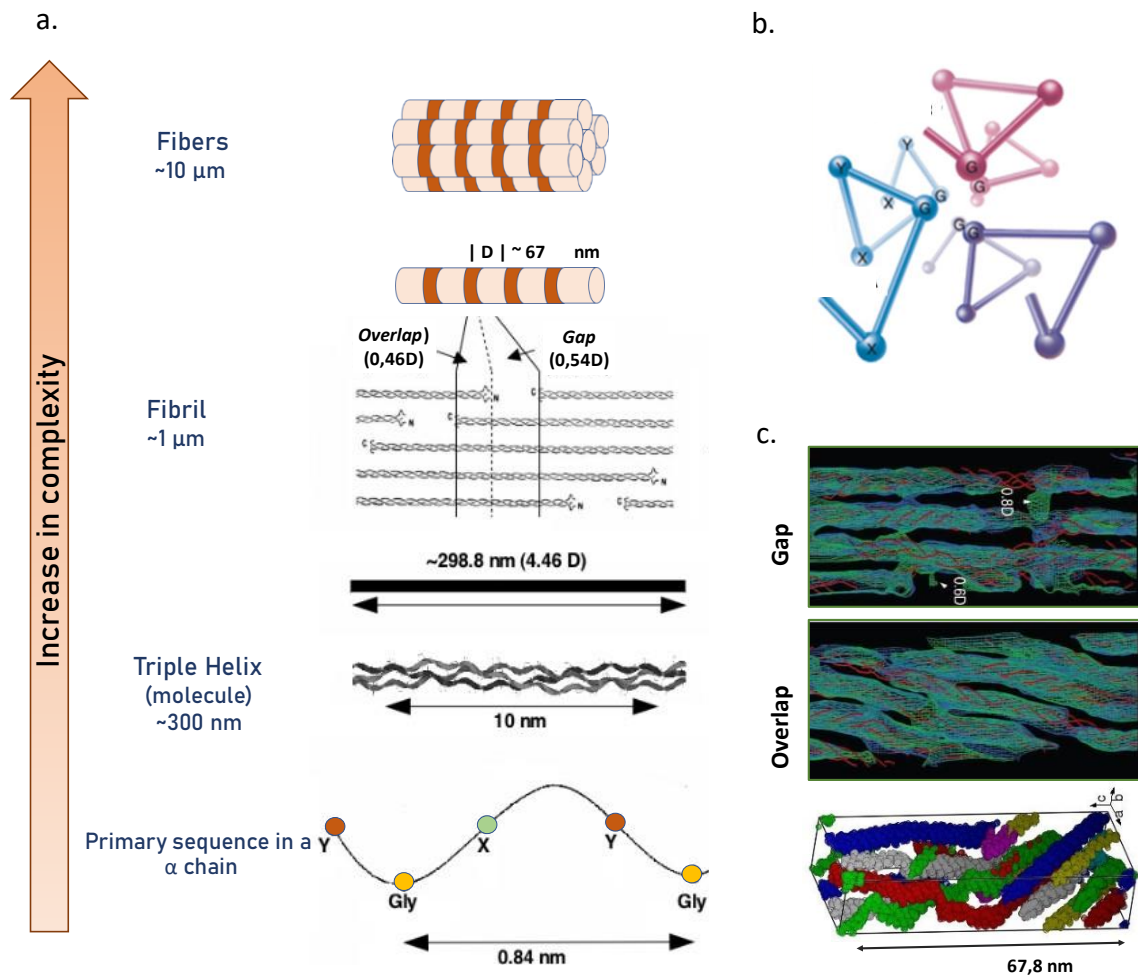 a.
Increase in complexity
Fibers
~10 µm
| D | ~ 67 nm
Overlap)
(0,46D)
Gap
(0,54D)
Fibril
~1 µm
N
C
C
N
C
N
N
C
~298.8 nm (4.46 D)
Triple Helix
(molecule)
~300 nm
10 nm
Primary sequence in a
α chain
Y
X
Y
Gly
Gly
0.84 nm
b.
Y
Y
G
G
X
G
G
X
G
G
X
c.
Gap
0.8D
0.6D
Overlap
c
b
a
67,8 nm